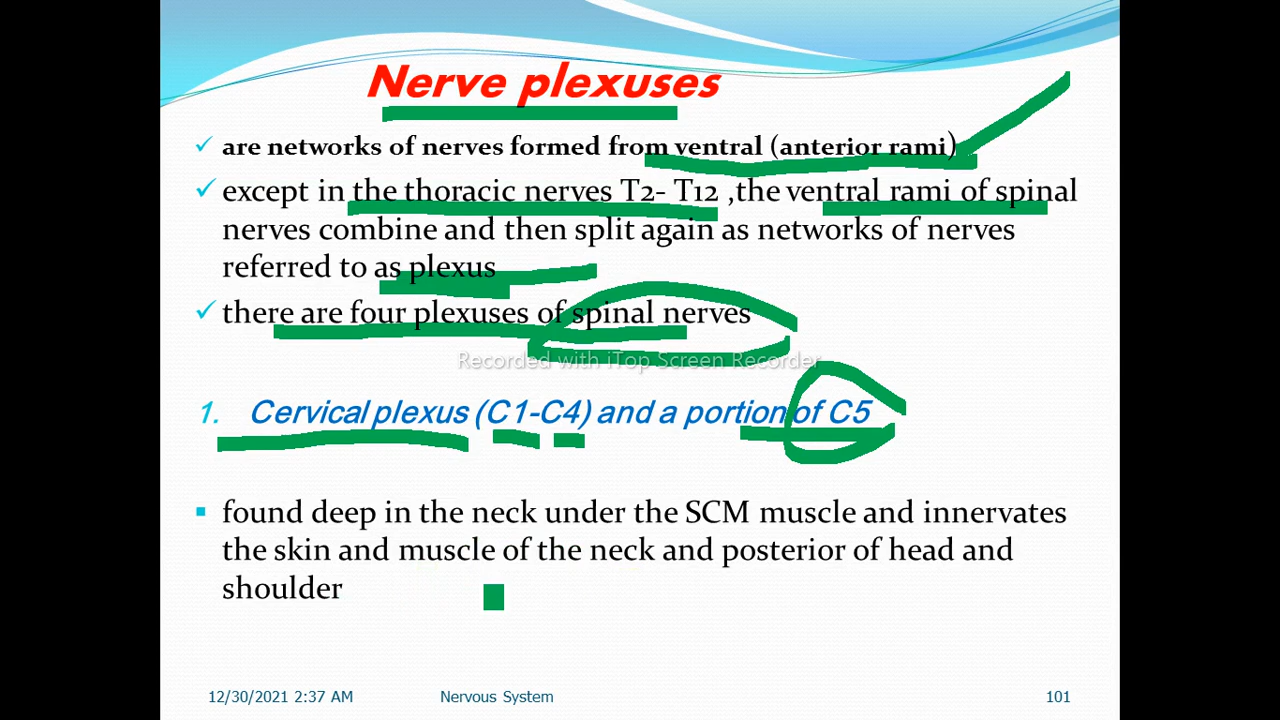 Nerve plexuses
✓ are networks of nerves formed from ventral (anterior rami)
✓ except in the thoracic nerves T2- T12 ,the ventral rami of spinal
nerves combine and then split again as networks of nerves
referred to as plexus
✓ there are four plexuses of spinal nerves
Recorded with iTop Screen Recorder
1. Cervical plexus (C1-C4) and a portion of C5
▪ found deep in the neck under the SCM muscle and innervates
the skin and muscle of the neck and posterior of head and
shoulder
12/30/2021 2:37 AM Nervous System 101